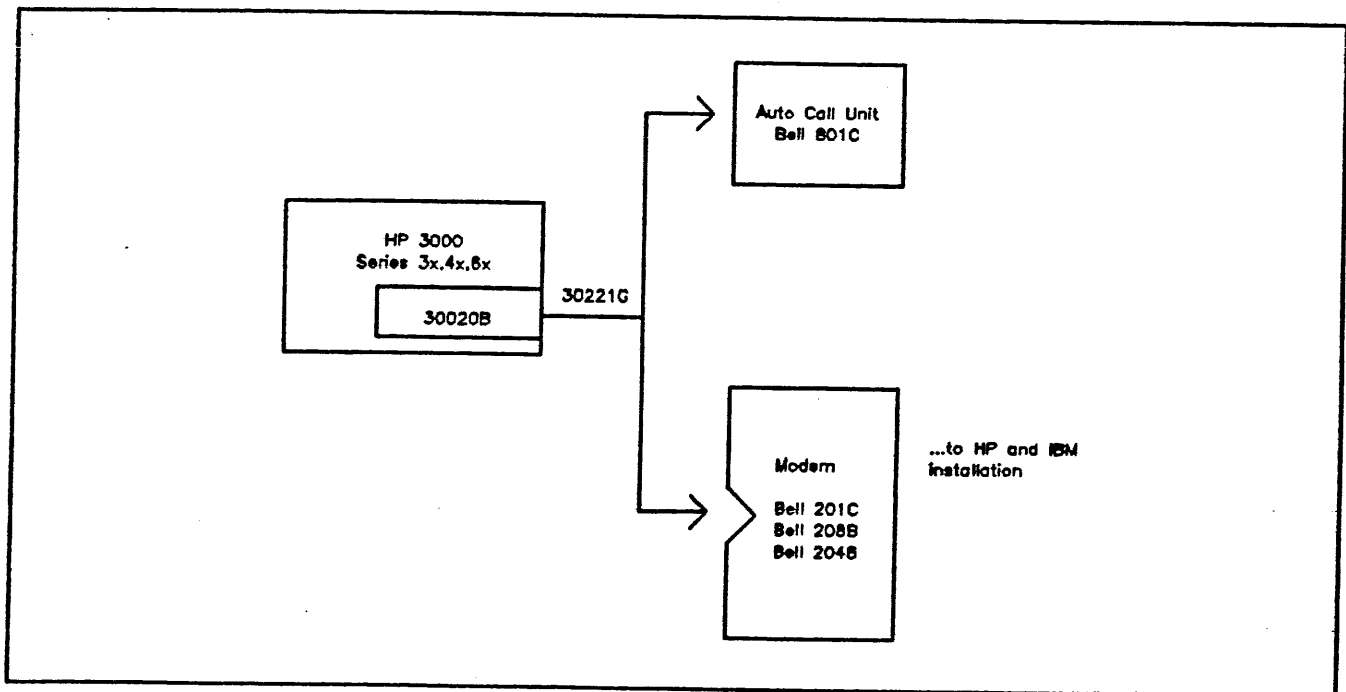 Auto Call Unit
Bell 801C
HP 3000
Series 3x,4x,6x
30020B
30221G
Modem
Bell 201C
Bell 208B
Bell 2048
...to HP and IBM
installation